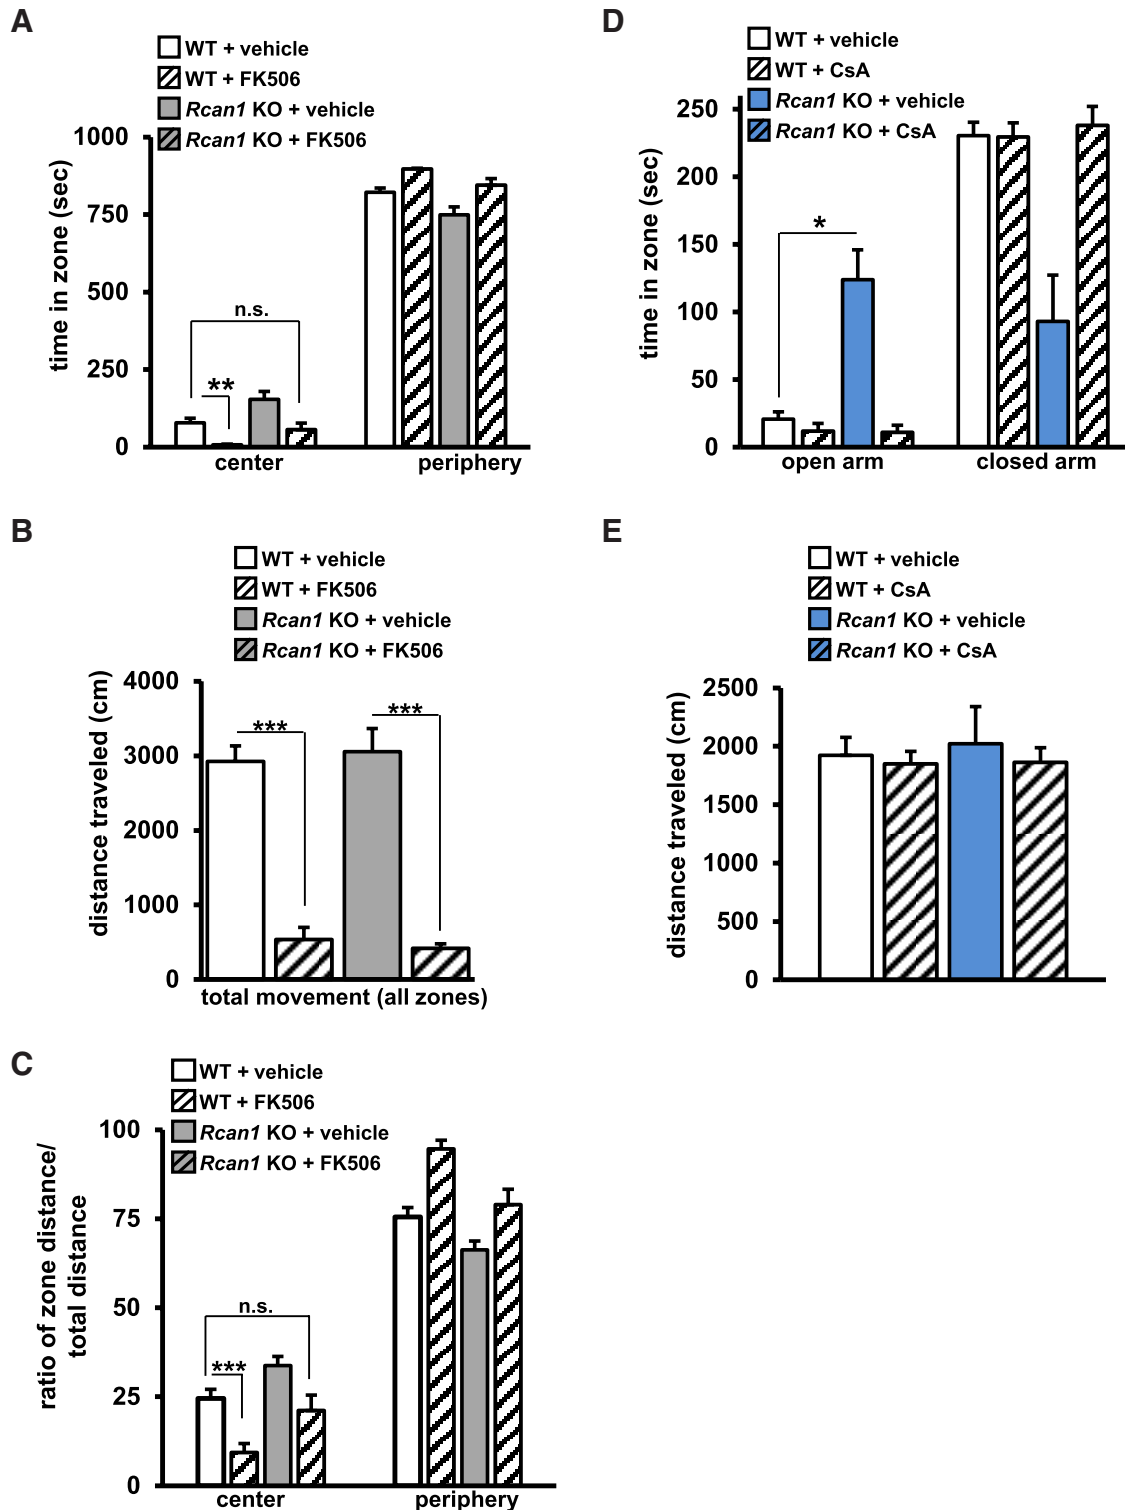 A
WT + vehicle
WT + FK506
Rcan1 KO + vehicle
Rcan1 KO + FK506
time in zone (sec)
1000
750
500
250
0
n.s.
**
center
periphery
D
WT + vehicle
WT + CsA
Rcan1 KO + vehicle
Rcan1 KO + CsA
time in zone (sec)
250
200
150
100
50
0
*
open arm
closed arm
B
WT + vehicle
WT + FK506
Rcan1 KO + vehicle
Rcan1 KO + FK506
distance traveled (cm)
4000
3000
2000
1000
0
***
***
total movement (all zones)
E
WT + vehicle
WT + CsA
Rcan1 KO + vehicle
Rcan1 KO + CsA
distance traveled (cm)
2500
2000
1500
1000
500
0
C
WT + vehicle
WT + FK506
Rcan1 KO + vehicle
Rcan1 KO + FK506
ratio of zone distance/
total distance
100
75
50
25
0
n.s.
***
center
periphery